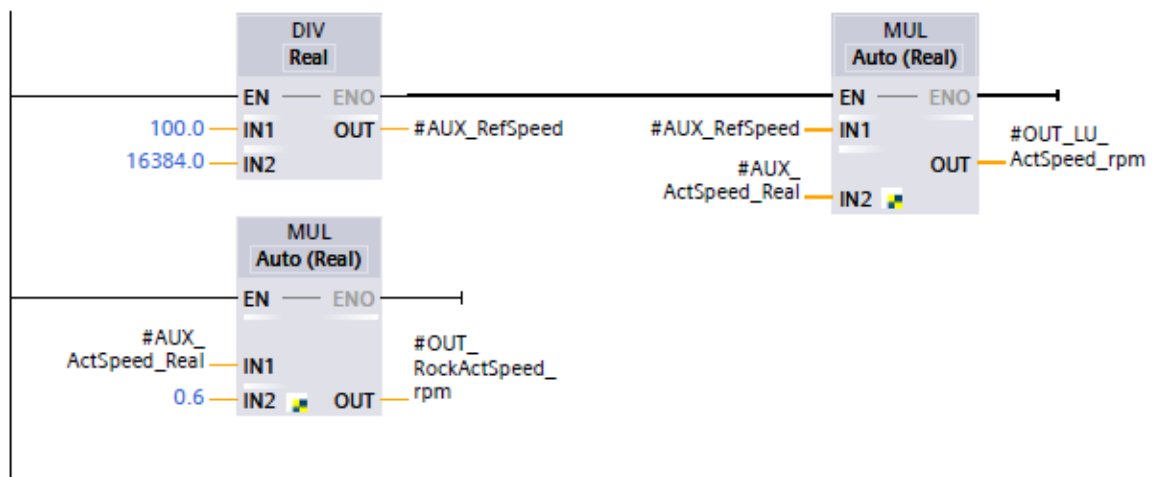 DIV
Real
EN ENO
100.0 IN1 OUT #AUX_RefSpeed
16384.0 IN2
MUL
Auto (Real)
EN ENO
#AUX_RefSpeed IN1
#OUT_LU_
ActSpeed_rpm
OUT
#AUX_
ActSpeed_Real IN2
MUL
Auto (Real)
EN ENO
#AUX_
ActSpeed_Real IN1
0.6 IN2 OUT
#OUT_
RockActSpeed_
rpm